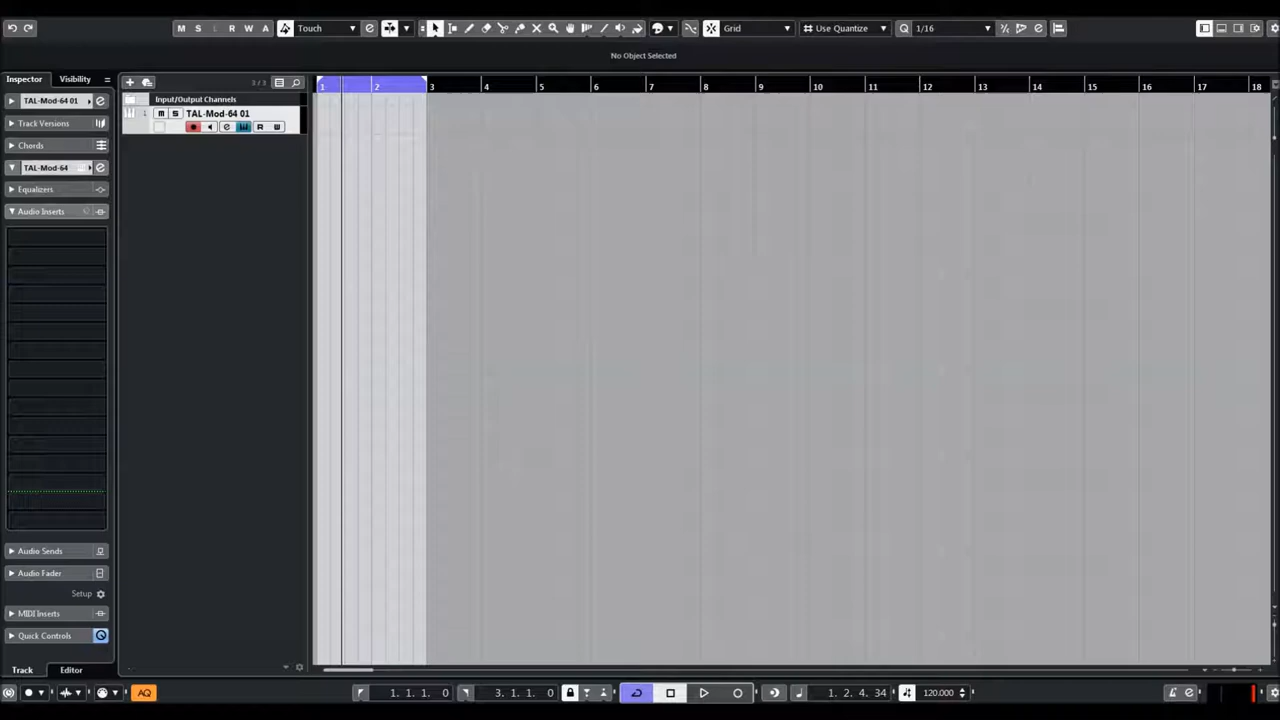 M S L R W A Touch Grid Use Quantize Q 1/16
No Object Selected
Inspector Visibility
3 / 3
1 2 3 4 5 6 7 8 9 10 11 12 13 14 15 16 17 18
TAL-Mod-64 01
Input/Output Channels
1 m S TAL-Mod-64 01
R W
Track Versions
Chords
TAL-Mod-64
Equalizers
Audio Inserts
Audio Sends
Audio Fader
Setup
MIDI Inserts
Quick Controls
Track Editor
AQ 1. 1. 1. 0 3. 1. 1. 0 1. 2. 4. 34 120.000